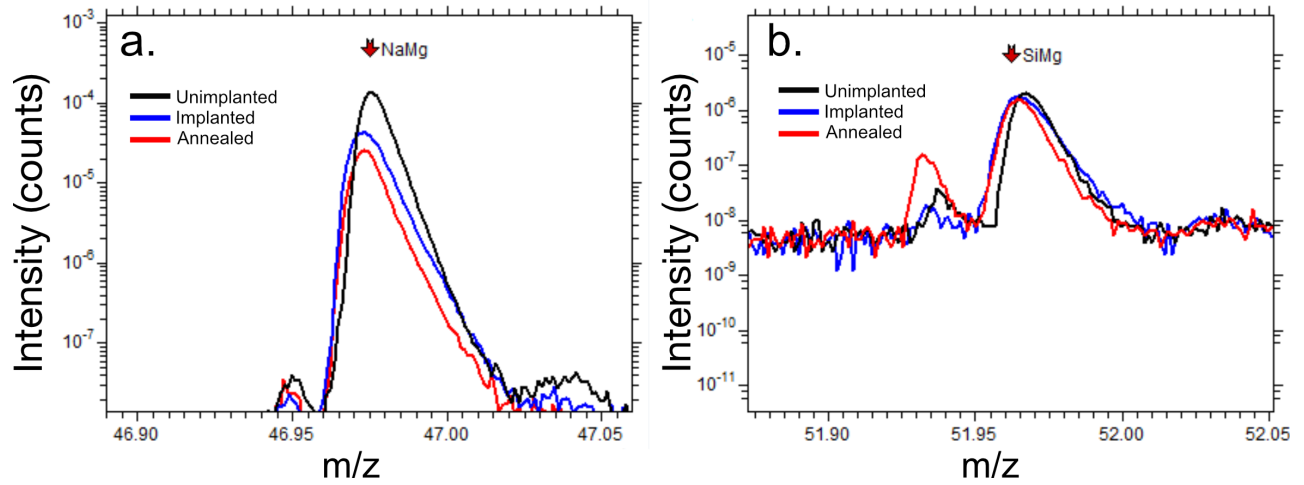 a.
NaMg
Unimplanted
Implanted
Annealed
10-3
10-4
10-5
10-6
10-7
Intensity (counts)
46.90 46.95 47.00 47.05
m/z
b.
SiMg
Unimplanted
Implanted
Annealed
10-5
10-6
10-7
10-8
10-9
10-10
10-11
Intensity (counts)
51.90 51.95 52.00 52.05
m/z